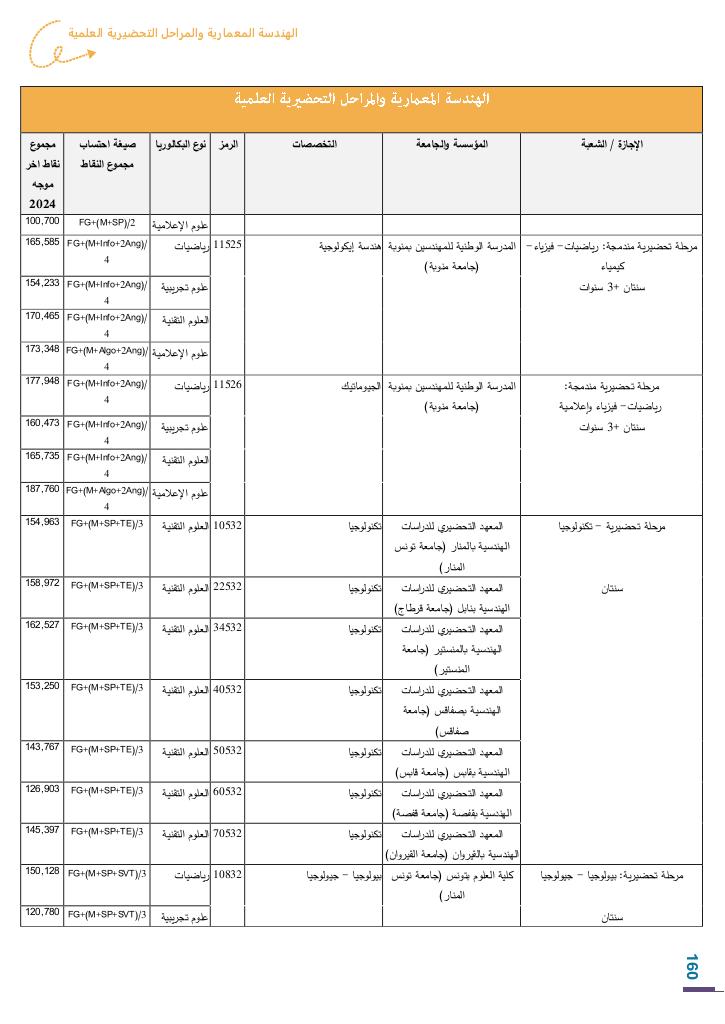 الهندسة المعمارية والمراحل التحضيرية العلمية
الهندسة المعمارية والمراحل التحضيرية العلمية
الإجازة / الشعبة	المؤسسة والجامعة	التخصصات	الرمز	نوع البكالوريا	صيغة احتساب	مجموع
مجموع النقاط	نقاط اخر
موجه
2024
علوم الإعلامية	FG+(M+SP)/2	100,700
مرحلة تحضيرية مندمجة: رياضيات- فيزياء-	المدرسة الوطنية للمهندسين بمنوبة	هندسة إيكولوجية	11525	رياضيات	FG+(M+Info+2Ang)/	165,585
كيمياء	(جامعة منوبة)	4
سنتان +3 سنوات	علوم تجريبية	FG+(M+Info+2Ang)/	154,233
4
العلوم التقنية	FG+(M+Info+2Ang)/	170,465
4
علوم الإعلامية	FG+(M+Algo+2Ang)/	173,348
4
مرحلة تحضيرية مندمجة:	المدرسة الوطنية للمهندسين بمنوبة	الجيوماتيك	11526	رياضيات	FG+(M+Info+2Ang)/	177,948
رياضيات- فيزياء وإعلامية	(جامعة منوبة)	4
سنتان +3 سنوات	علوم تجريبية	FG+(M+Info+2Ang)/	160,473
4
العلوم التقنية	FG+(M+Info+2Ang)/	165,735
4
علوم الإعلامية	FG+(M+Algo+2Ang)/	187,760
4
مرحلة تحضيرية - تكنولوجيا	المعهد التحضيري للدراسات	تكنولوجيا	10532	العلوم التقنية	FG+(M+SP+TE)/3	154,963
الهندسية بالمنار (جامعة تونس
المنار)
سنتان	المعهد التحضيري للدراسات	تكنولوجيا	22532	العلوم التقنية	FG+(M+SP+TE)/3	158,972
الهندسية بنابل (جامعة قرطاج)
المعهد التحضيري للدراسات	تكنولوجيا	34532	العلوم التقنية	FG+(M+SP+TE)/3	162,527
الهندسية بالمنستير (جامعة
المنستير)
المعهد التحضيري للدراسات	تكنولوجيا	40532	العلوم التقنية	FG+(M+SP+TE)/3	153,250
الهندسية بصفاقس (جامعة
صفاقس)
المعهد التحضيري للدراسات	تكنولوجيا	50532	العلوم التقنية	FG+(M+SP+TE)/3	143,767
الهندسية بقابس (جامعة قابس)
المعهد التحضيري للدراسات	تكنولوجيا	60532	العلوم التقنية	FG+(M+SP+TE)/3	126,903
الهندسية بقفصة (جامعة قفصة)
المعهد التحضيري للدراسات	تكنولوجيا	70532	العلوم التقنية	FG+(M+SP+TE)/3	145,397
الهندسية بالقيروان (جامعة القيروان)
مرحلة تحضيرية: بيولوجيا - جيولوجيا	كلية العلوم بتونس (جامعة تونس	بيولوجيا - جيولوجيا	10832	رياضيات	FG+(M+SP+SVT)/3	150,128
المنار)
سنتان	علوم تجريبية	FG+(M+SP+SVT)/3	120,780
160